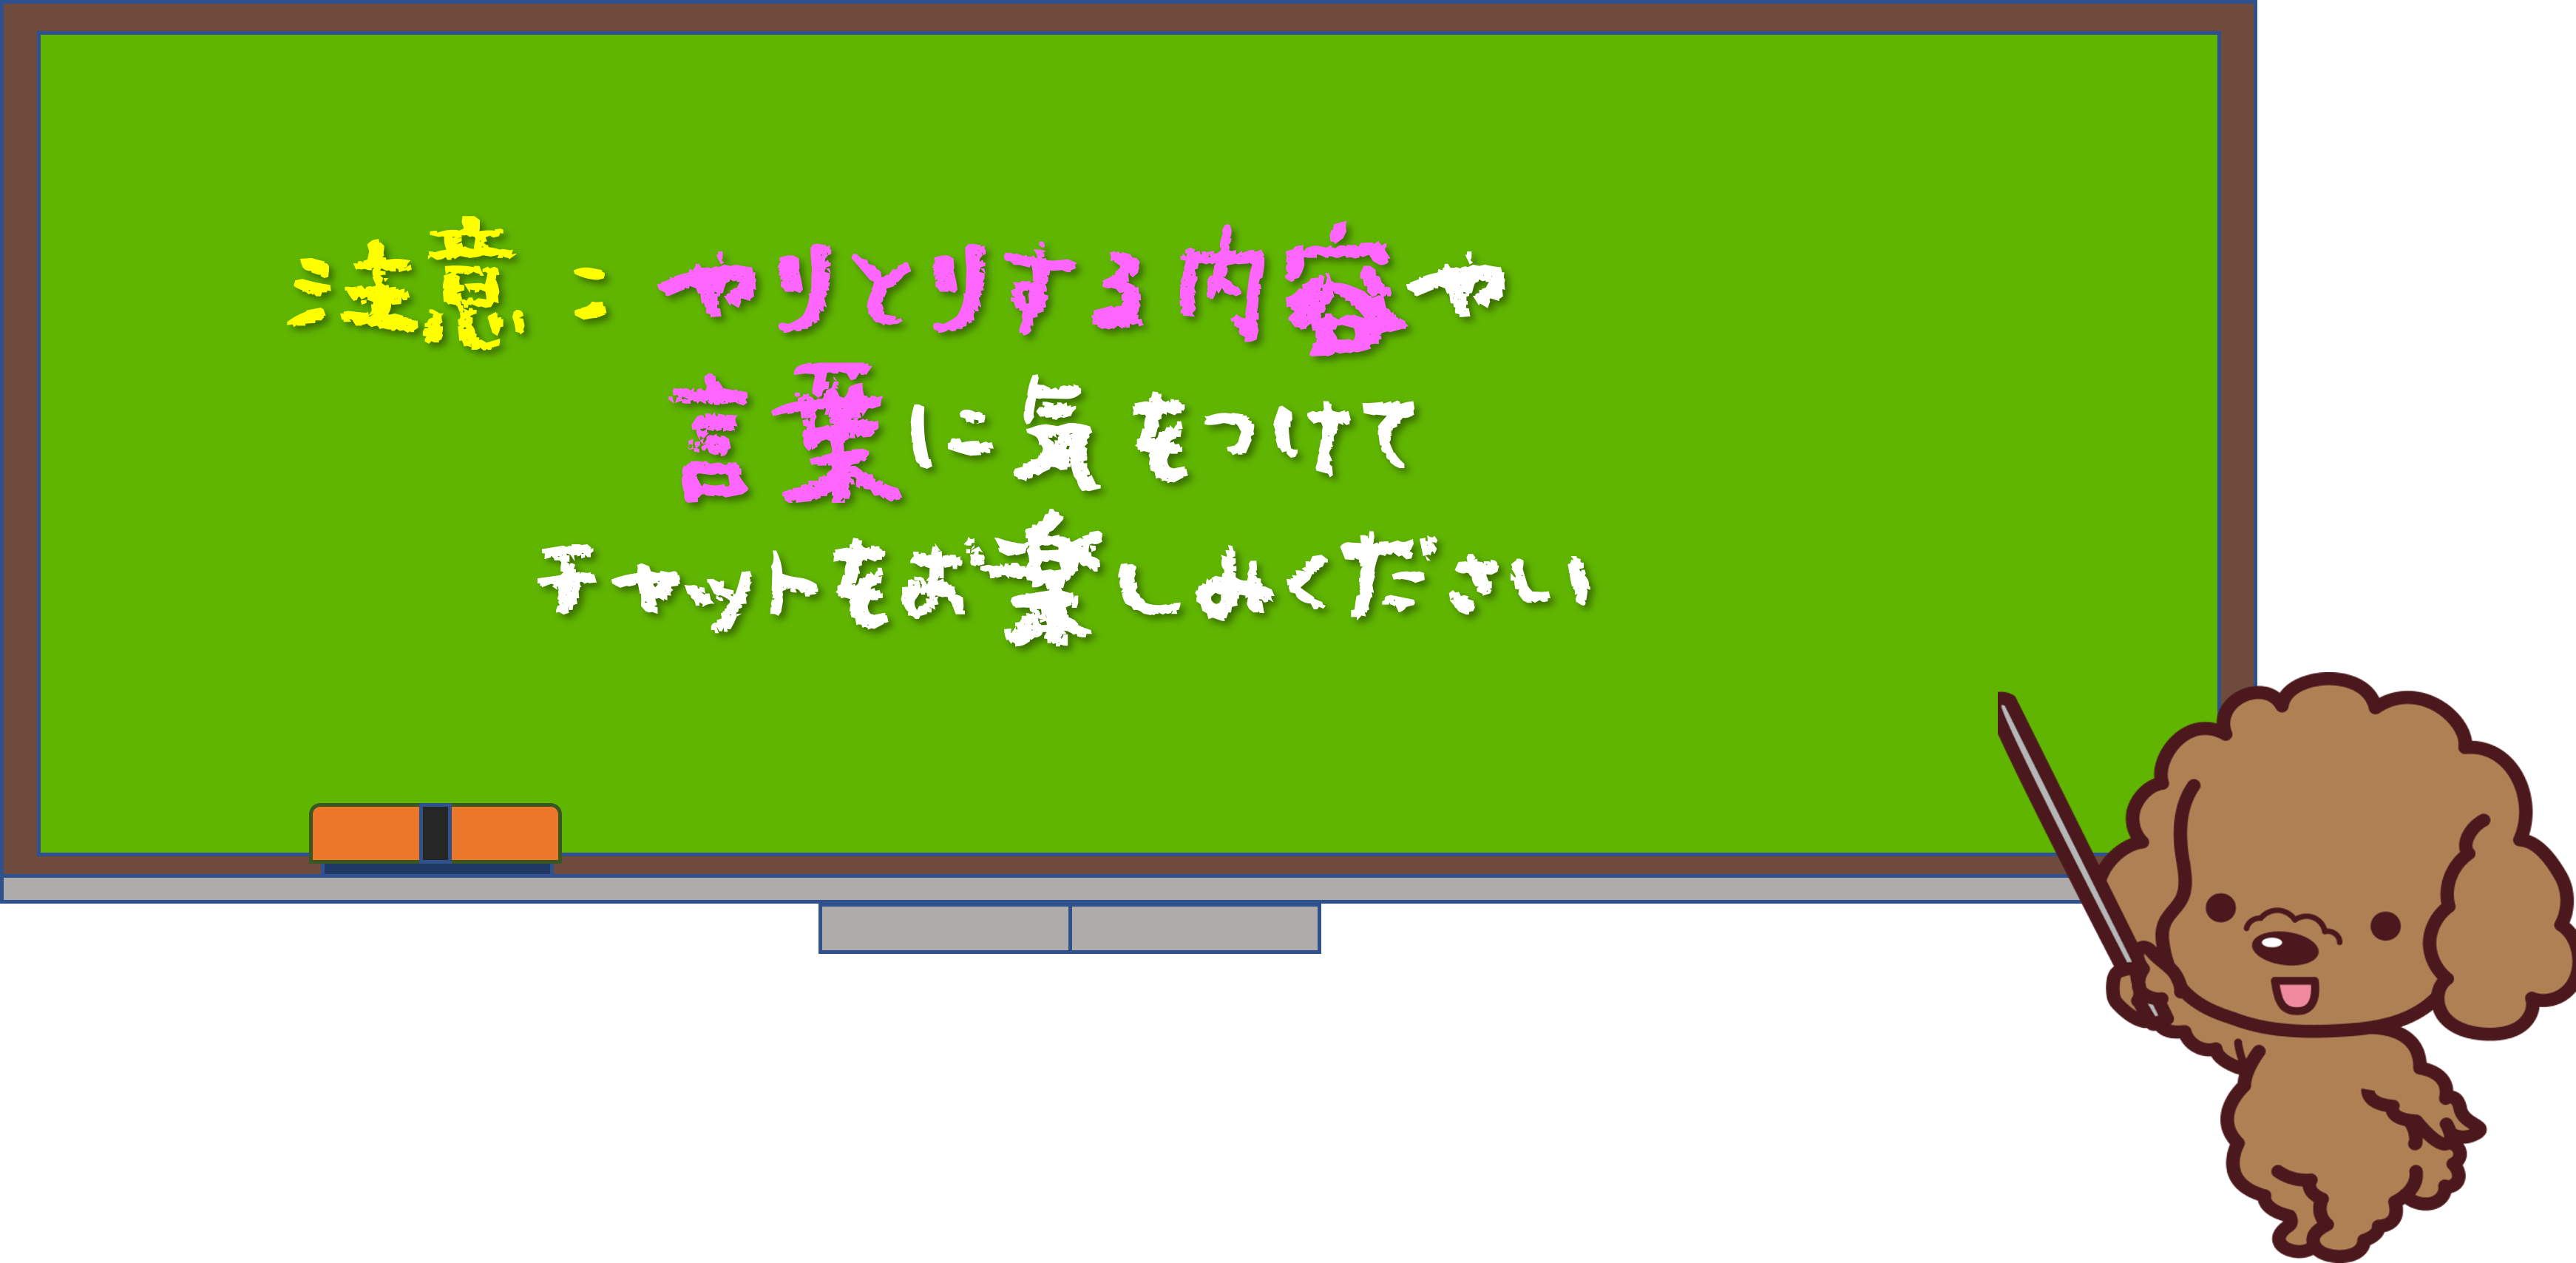 注意：やりとりする内容や
言葉に気をつけて
チャットをお楽しみください